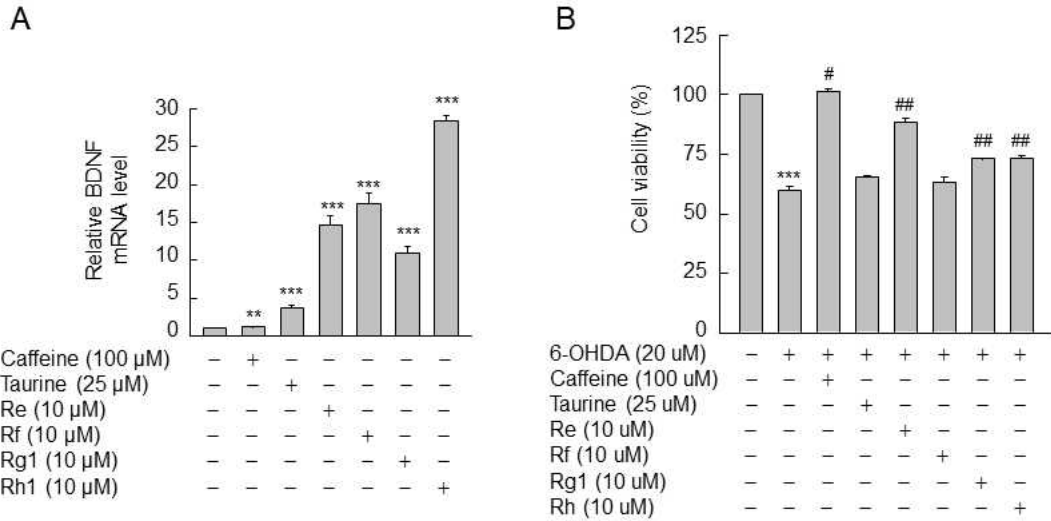 A
Relative BDNF
mRNA level
30
25
20
15
10
5
0
**
***
***
***
***
***
Caffeine (100 µM) – + – – – – –
Taurine (25 µM) – – + – – – –
Re (10 µM) – – – + – – –
Rf (10 µM) – – – – + – –
Rg1 (10 µM) – – – – – + –
Rh1 (10 µM) – – – – – – +
B
Cell viability (%)
125
100
75
50
25
0
***
#
##
##
##
6-OHDA (20 uM) – + + + + + + +
Caffeine (100 uM) – – + – – – – –
Taurine (25 uM) – – – + – – – –
Re (10 uM) – – – – + – – –
Rf (10 uM) – – – – – + – –
Rg1 (10 uM) – – – – – – + –
Rh (10 uM) – – – – – – – +